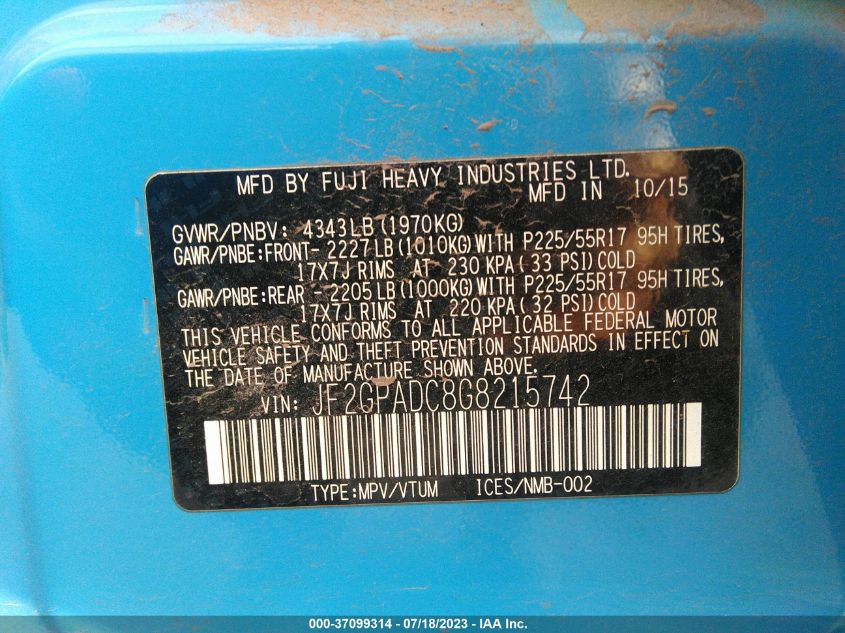 MFD BY FUJI HEAVY INDUSTRIES LTD.
MFD IN 10/15
GVWR/PNBV: 4343LB(1970KG)
GAWR/PNBE:FRONT- 2227LB(1010KG)WITH P225/55R17 95H TIRES,
17X7J RIMS AT 230 KPA(33 PSI)COLD
GAWR/PNBE:REAR - 2205LB(1000KG)WITH P225/55R17 95H TIRES,
17X7J RIMS AT 220 KPA(32 PSI)COLD
THIS VEHICLE CONFORMS TO ALL APPLICABLE FEDERAL MOTOR
VEHICLE SAFETY AND THEFT PREVENTION STANDARDS IN EFFECT ON
THE DATE OF MANUFACTURE SHOWN ABOVE.
VIN: JF2GPADC8G8215742
TYPE:MPV/VTUM ICES/NMB-002
000-37099314 - 07/18/2023 - IAA Inc.